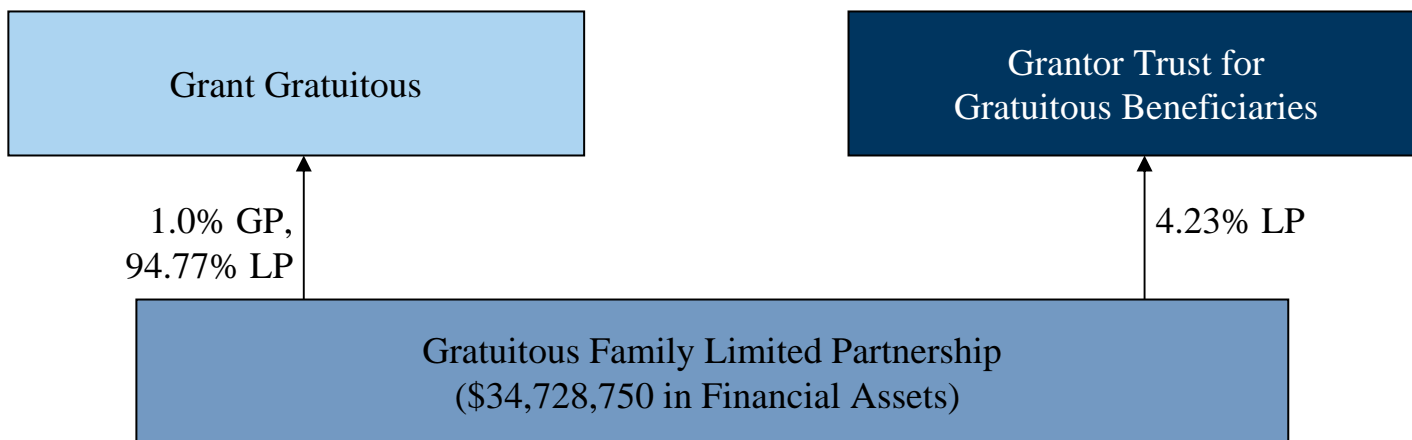 Grant Gratuitous
Grantor Trust for
Gratuitous Beneficiaries
1.0% GP,
94.77% LP
4.23% LP
Gratuitous Family Limited Partnership
($34,728,750 in Financial Assets)